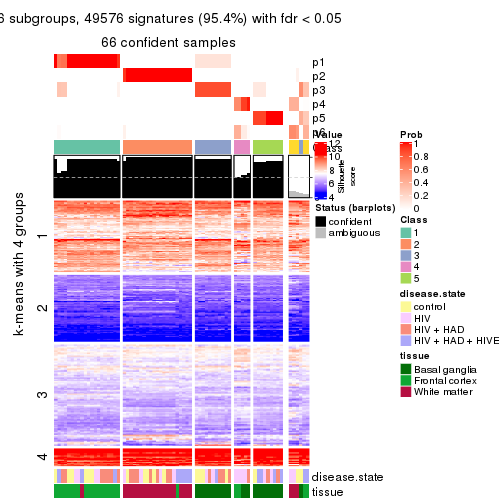 6 subgroups, 49576 signatures (95.4%) with fdr < 0.05
66 confident samples
p1
p2
p3
p4
p5
p6
Class
Silhouette
score
k-means with 4 groups
1
2
3
4
disease.state
tissue
Value
12
10
8
6
4
Status (barplots)
confident
ambiguous
Prob
1
0.8
0.6
0.4
0.2
0
Class
1
2
3
4
5
disease.state
control
HIV
HIV + HAD
HIV + HAD + HIVE
tissue
Basal ganglia
Frontal cortex
White matter